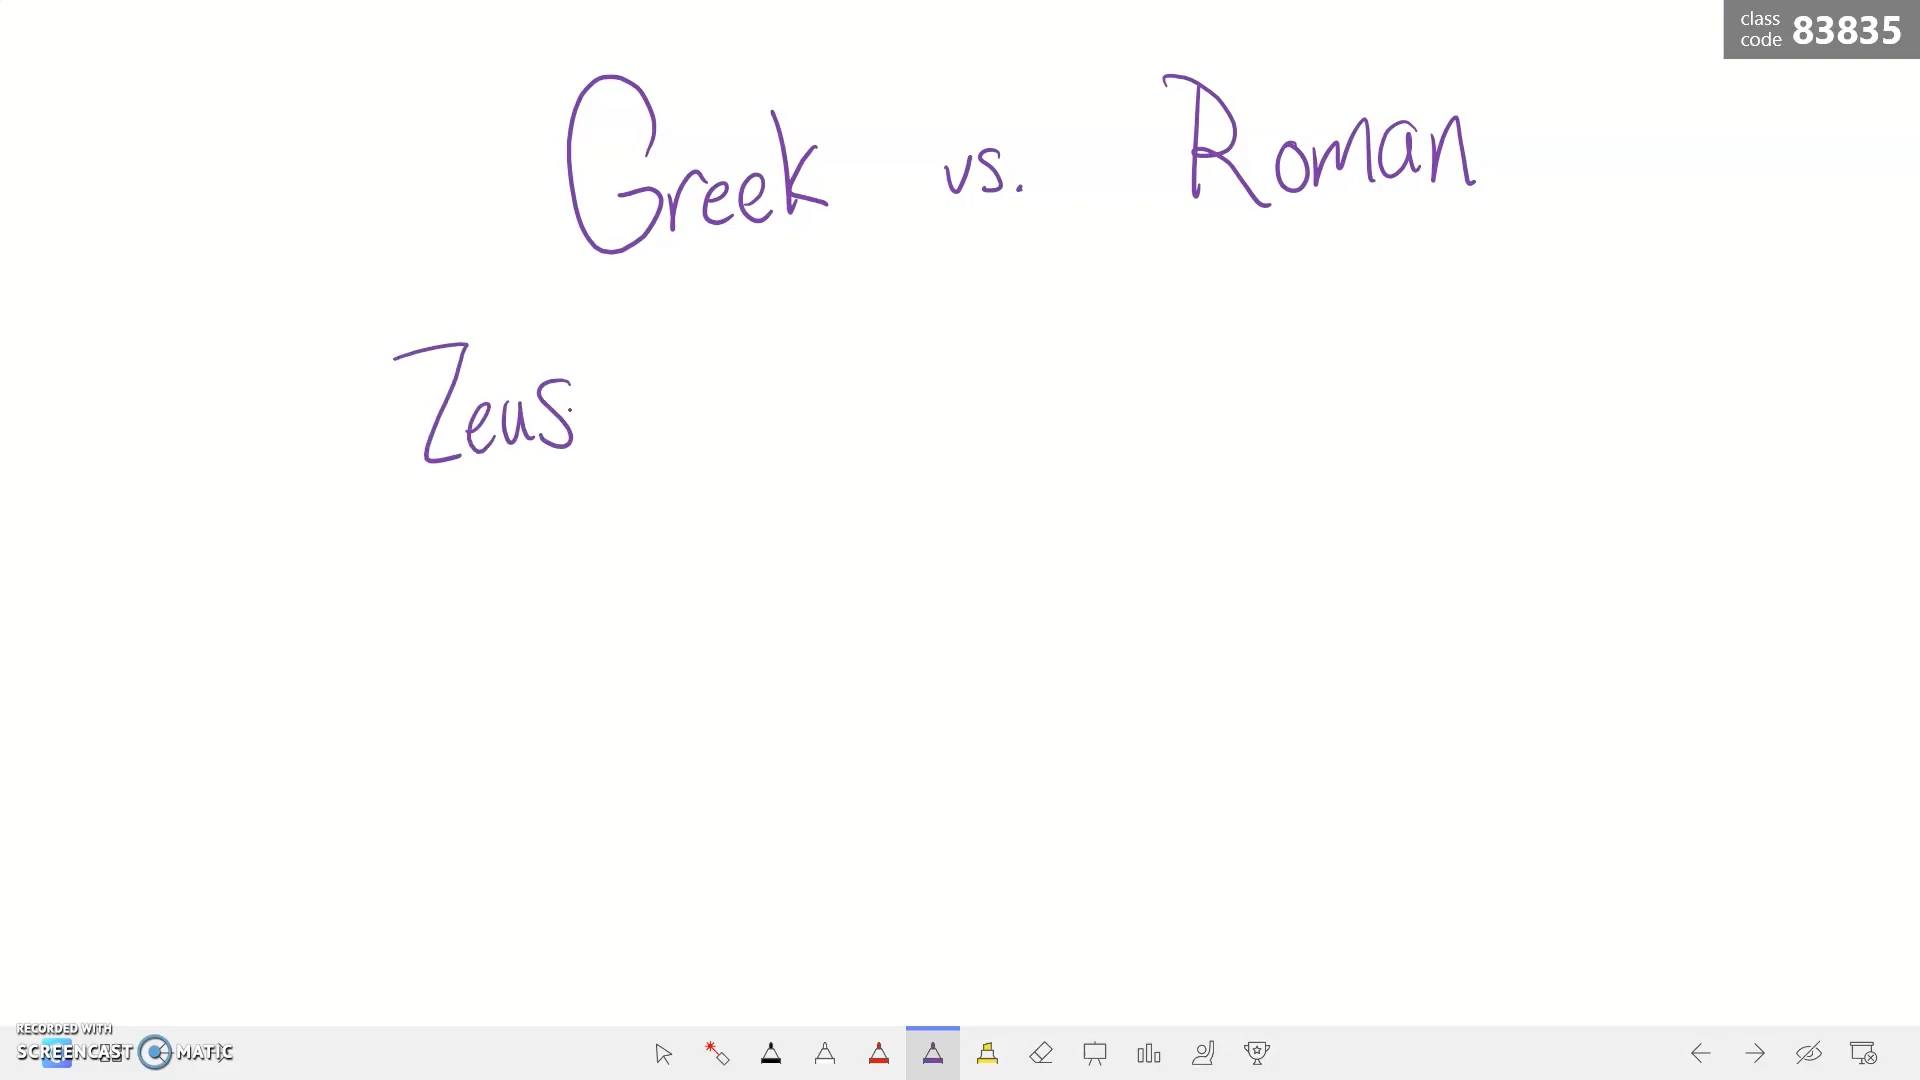 class code 83835
Greek vs. Roman
Zeus
RECORDED WITH
SCREENCAST MATIC